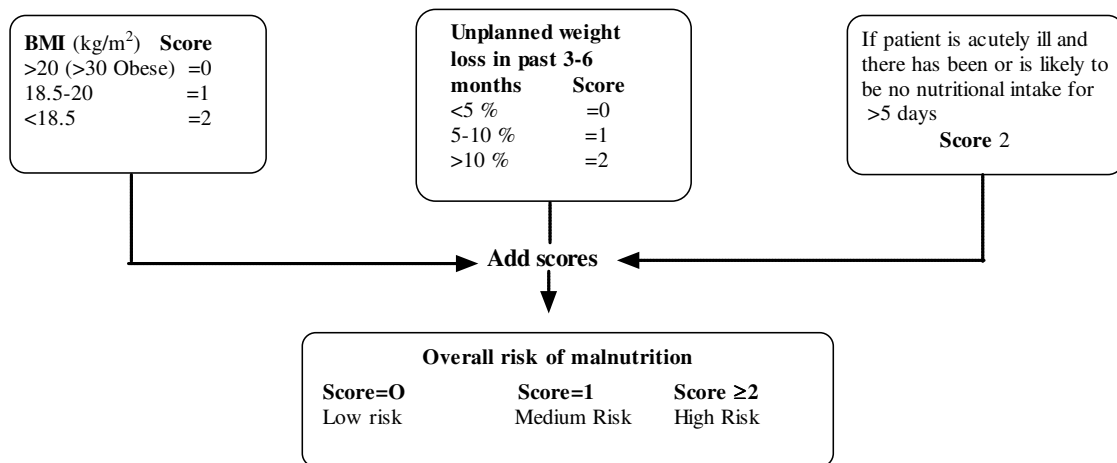 BMI (kg/m²) Score
>20 (>30 Obese) =0
18.5-20 =1
<18.5 =2
Unplanned weight
loss in past 3-6
months Score
<5 % =0
5-10 % =1
>10 % =2
If patient is acutely ill and
there has been or is likely to
be no nutritional intake for
>5 days
Score 2
Add scores
Overall risk of malnutrition
Score=O Score=1 Score ≥2
Low risk Medium Risk High Risk